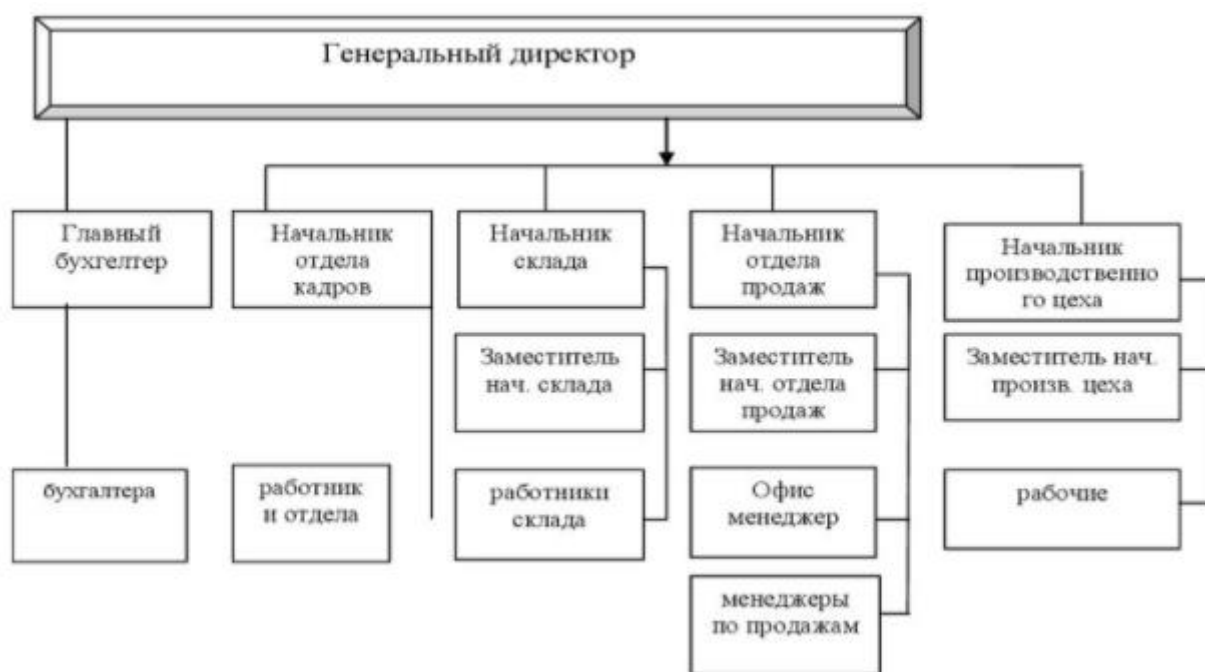 Генеральный директор
Главный
бухгелтер
Начальник
отдела
кадров
Начальник
склада
Начальник
отдела
продаж
Начальник
производственно
го цеха
Заместитель
нач. склада
Заместитель
нач. отдела
продаж
Заместитель нач.
произв. цеха
бухгалтера
работник
и отдела
работники
склада
Офис
менеджер
рабочие
менеджеры
по продажам